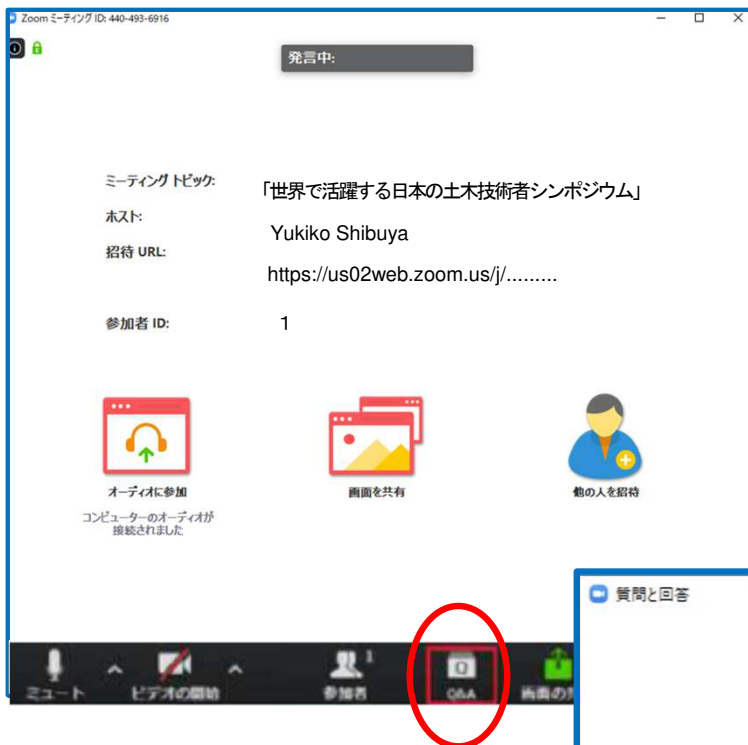 Zoom ミーティング ID: 440-493-6916
発言中:
ミーティング トピック:
「世界で活躍する日本の土木技術者シンポジウム」
ホスト:
Yukiko Shibuya
招待 URL:
https://us02web.zoom.us/j/.........
参加者 ID:
1
オーディオに参加
コンピューターのオーディオが
接続されました
画面を共有
他の人を招待
質問と回答
ミュート
ビデオの開始
参加者
1
Q
Q&A
画面の